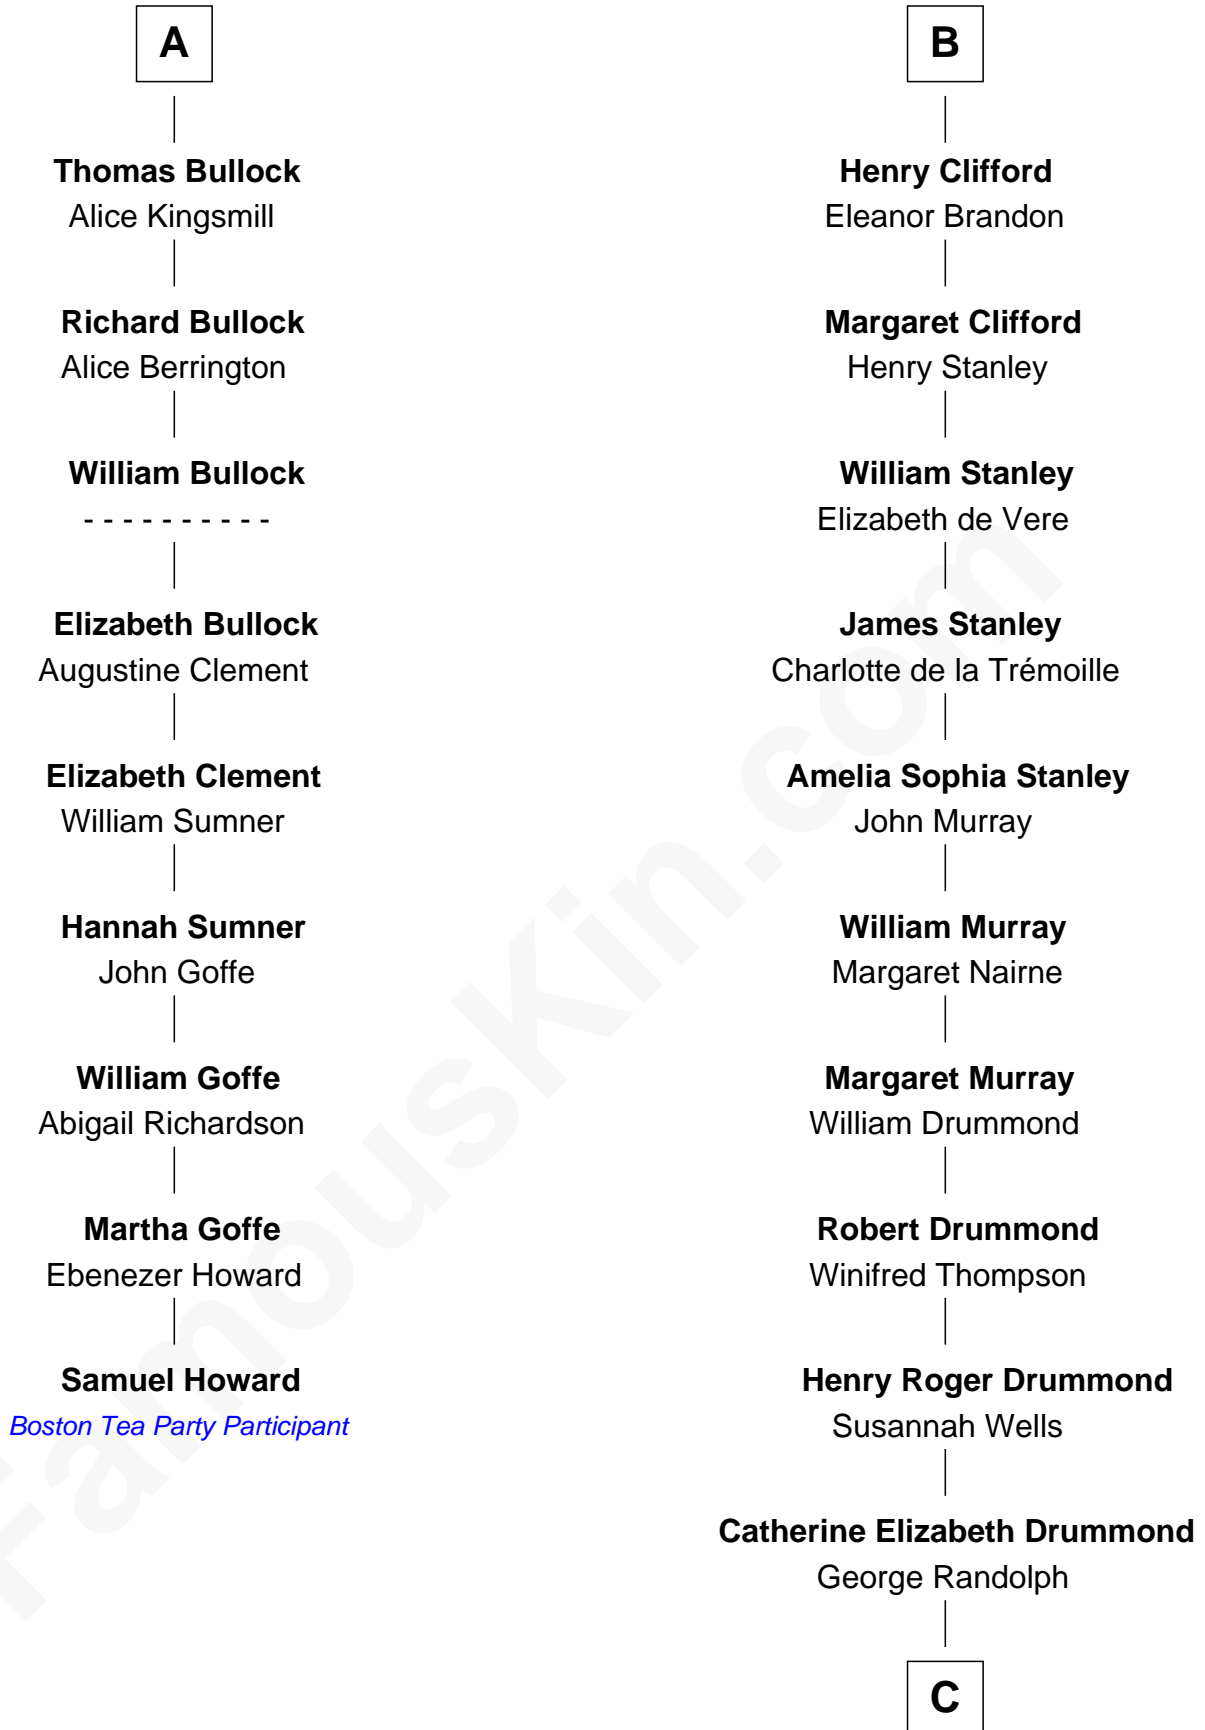 A
Thomas Bullock
Alice Kingsmill
Richard Bullock
Alice Berrington
William Bullock
- - - - - - - - - -
Elizabeth Bullock
Augustine Clement
Elizabeth Clement
William Sumner
Hannah Sumner
John Goffe
William Goffe
Abigail Richardson
Martha Goffe
Ebenezer Howard
Samuel Howard
Boston Tea Party Participant
B
Henry Clifford
Eleanor Brandon
Margaret Clifford
Henry Stanley
William Stanley
Elizabeth de Vere
James Stanley
Charlotte de la Trémoille
Amelia Sophia Stanley
John Murray
William Murray
Margaret Nairne
Margaret Murray
William Drummond
Robert Drummond
Winifred Thompson
Henry Roger Drummond
Susannah Wells
Catherine Elizabeth Drummond
George Randolph
C
FamousKin.com